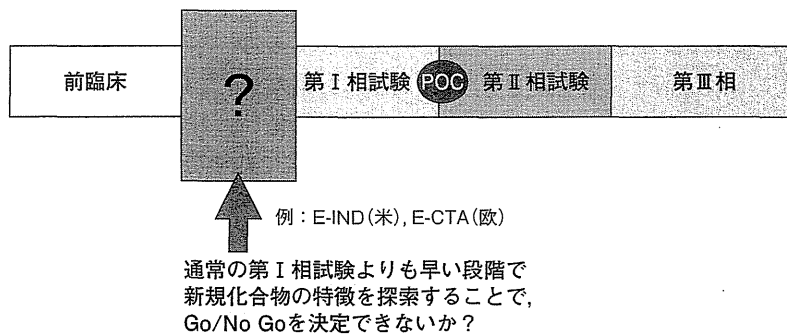 前臨床
?
第Ⅰ相試験
POC
第Ⅱ相試験
第Ⅲ相
例：E-IND(米), E-CTA(欧)
通常の第Ⅰ相試験よりも早い段階で
新規化合物の特徴を探索することで,
Go/No Goを決定できないか？